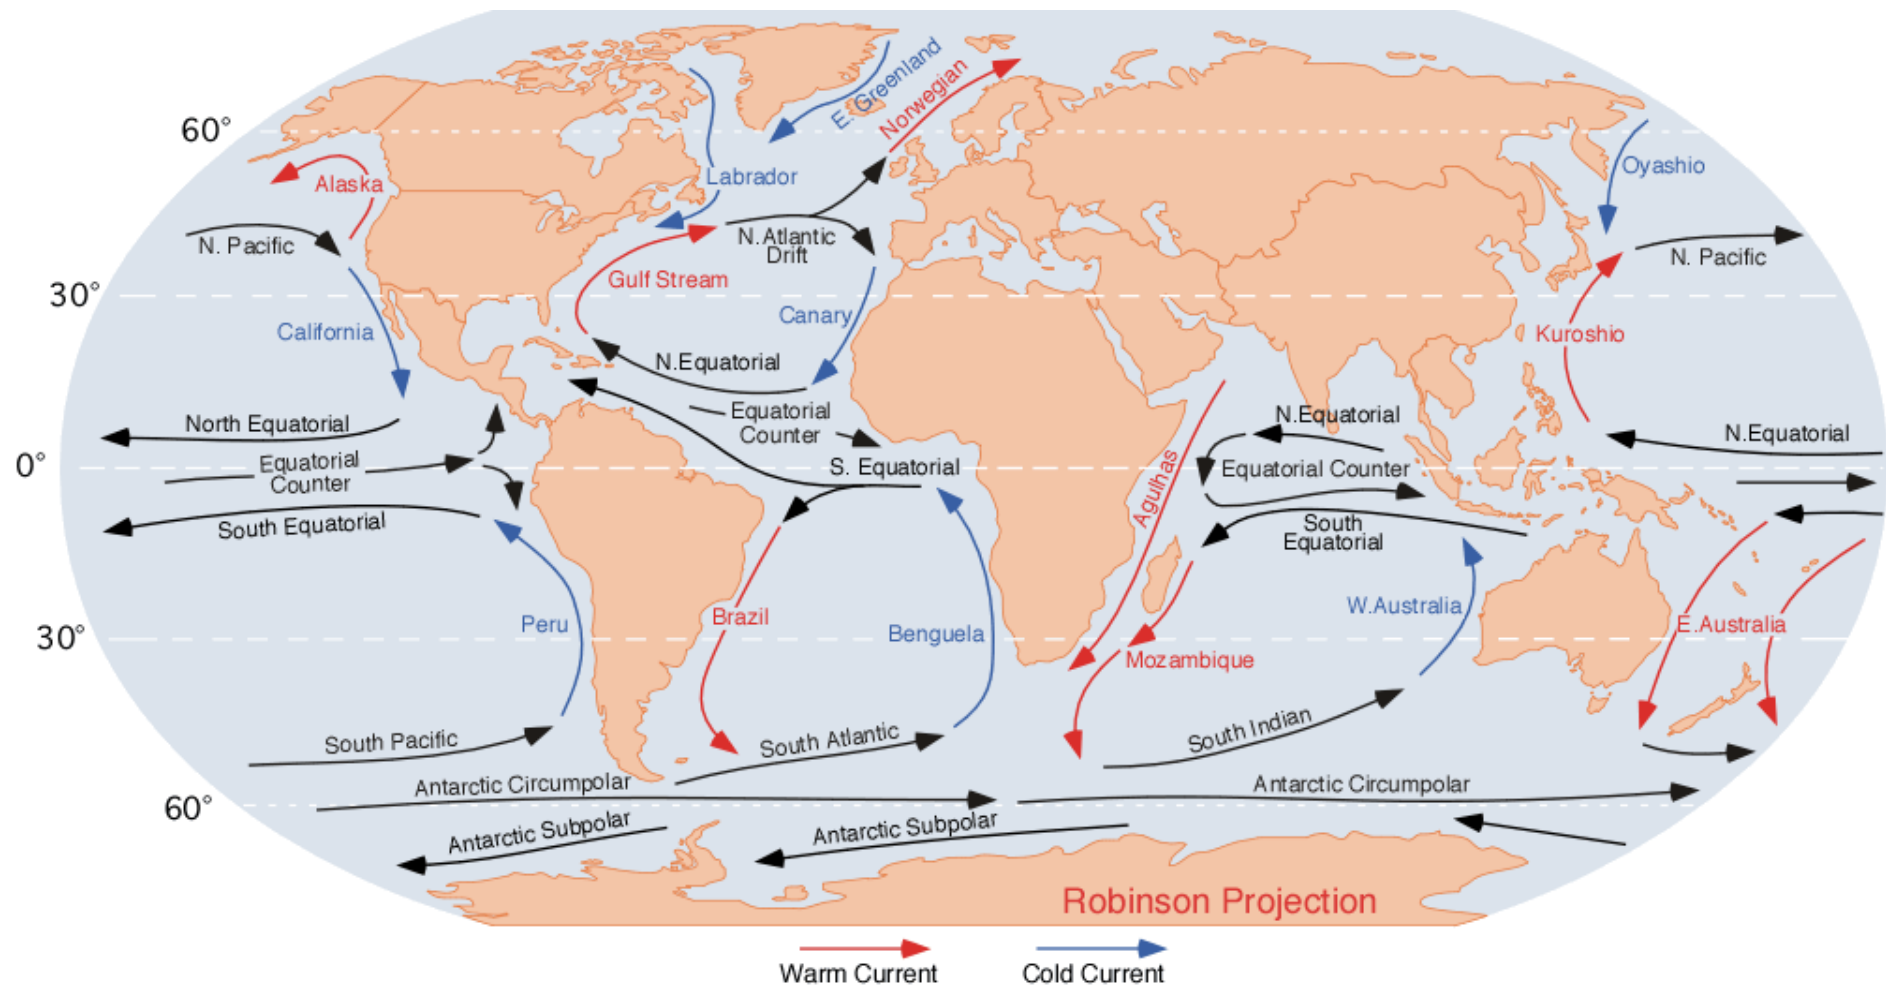 E. Greenland
Norwegian
60°
Oyashio
Labrador
Alaska
N. Pacific
N. Atlantic
Drift
N. Pacific
Gulf Stream
30°
Canary
California
Kuroshio
N.Equatorial
Equatorial
Counter
N.Equatorial
North Equatorial
N.Equatorial
0°
Equatorial
Counter
S. Equatorial
Equatorial Counter
Agulhas
South Equatorial
South
Equatorial
Peru
Brazil
Benguela
W.Australia
E.Australia
30°
Mozambique
South Pacific
South Atlantic
South Indian
Antarctic Circumpolar
Antarctic Circumpolar
60°
Antarctic Subpolar
Antarctic Subpolar
Robinson Projection
Warm Current
Cold Current